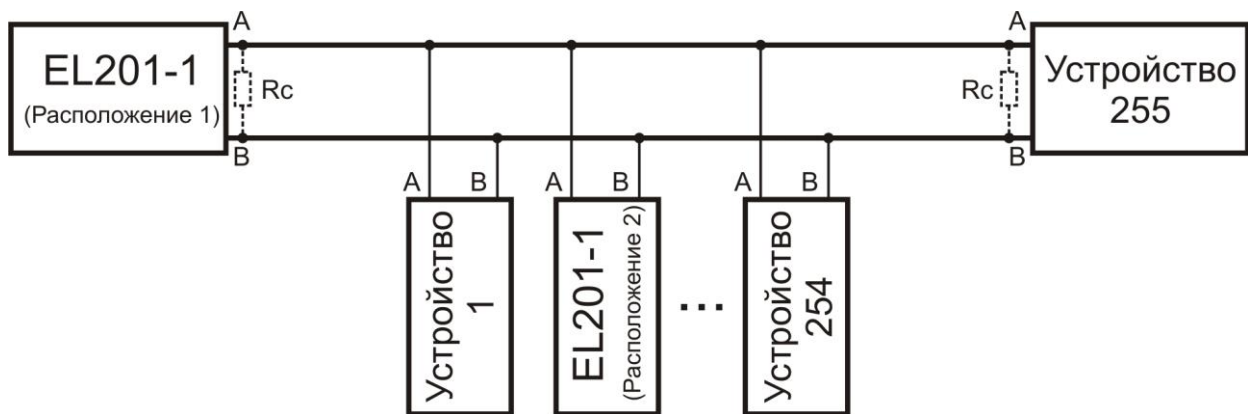 A
A
EL201-1
(Расположение 1)
Rc
Rc
Устройство
255
B
B
A
B
A
B
A
B
Устройство
1
EL201-1
(Расположение 2)
...
Устройство
254